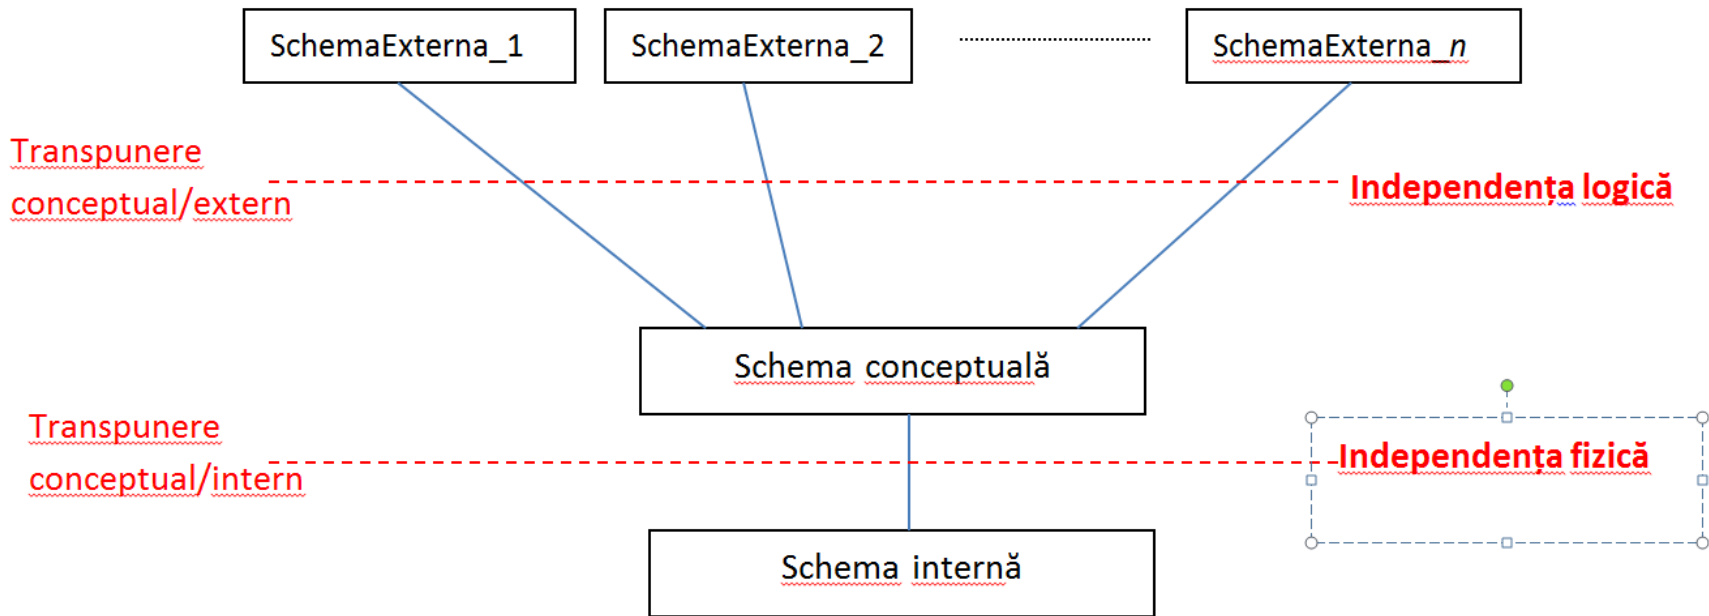 SchemaExterna_1
SchemaExterna_2
SchemaExterna_n
Transpunere
conceptual/extern
Independența logică
Schema conceptuală
Transpunere
conceptual/intern
Independența fizică
Schema internă